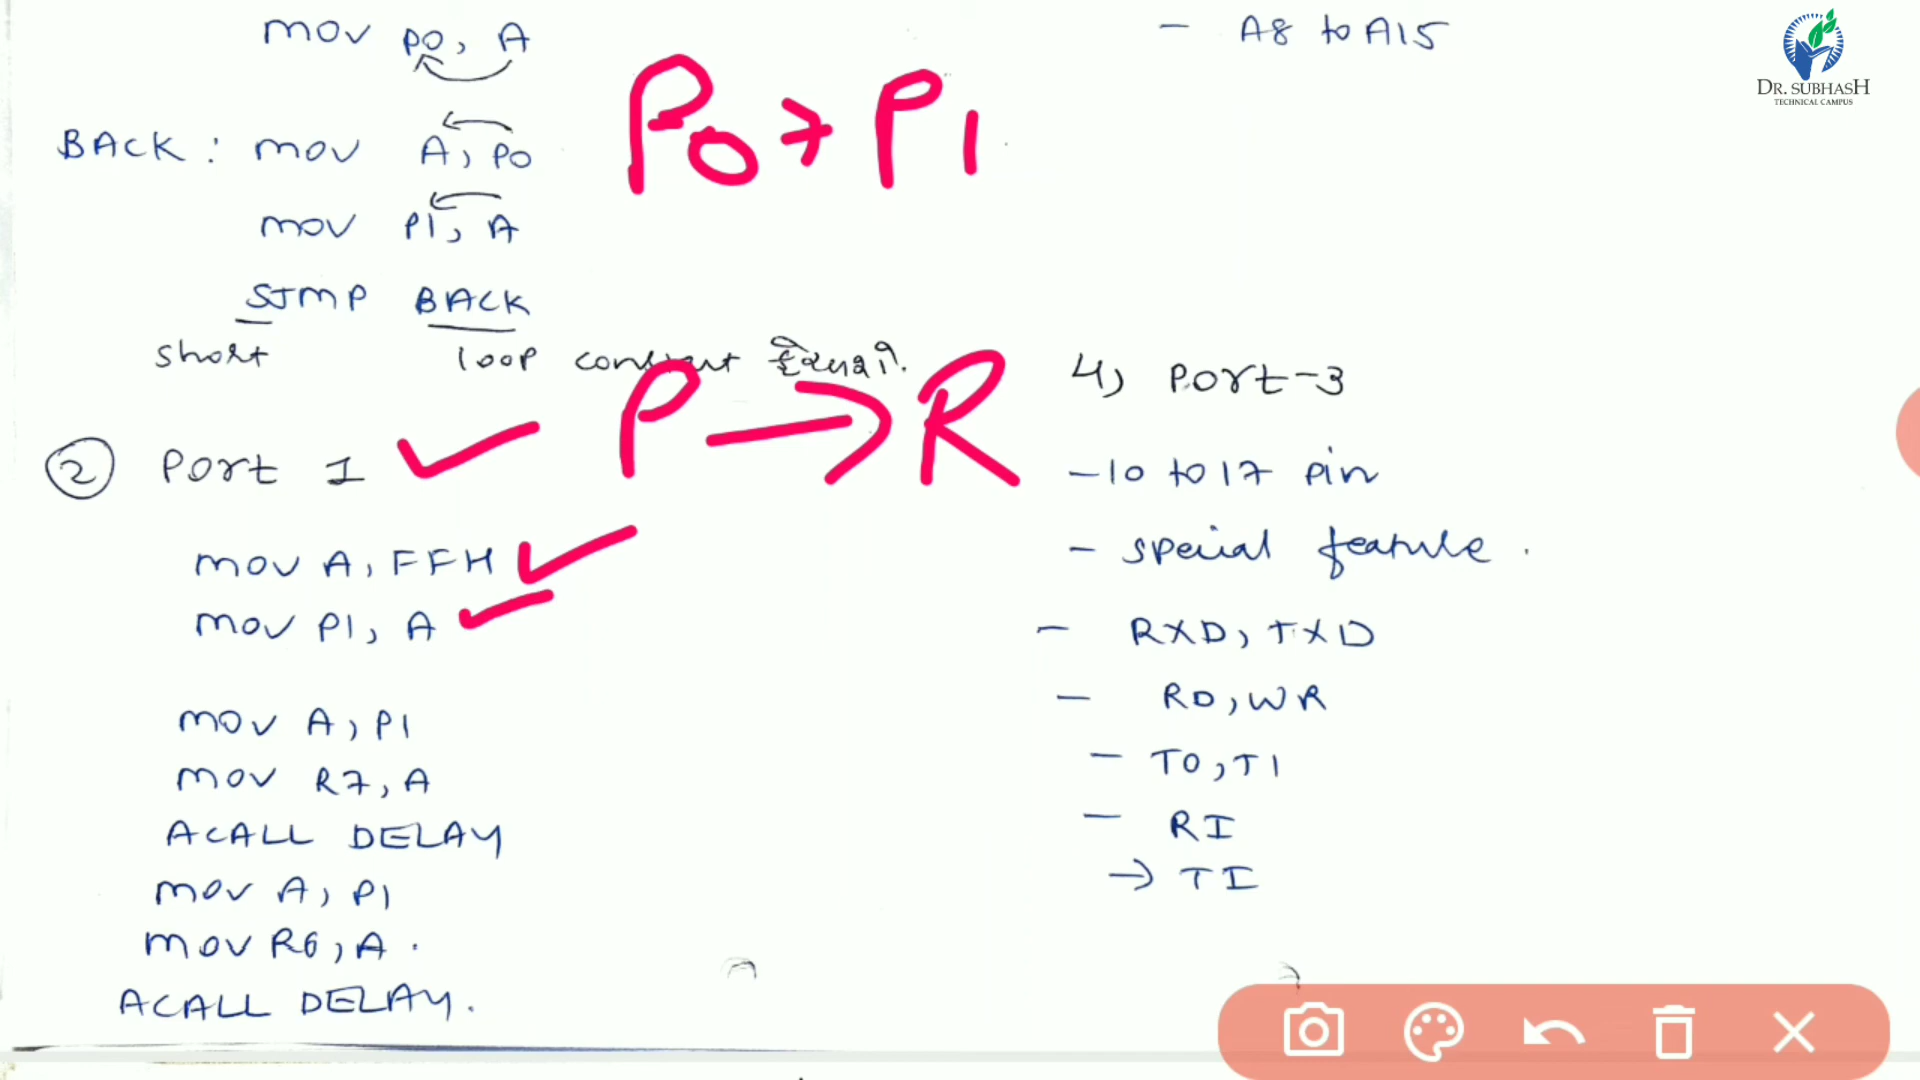 mov P0, A
BACK : mov A, P0
mov P1, A
SJMP BACK
short loop constant
P0 → P1
P → R
② Port 1
mov A, FFH
mov P1, A
mov A, P1
mov R7, A
ACALL DELAY
mov A, P1
mov R6, A.
ACALL DELAY.
- A8 to A15
4) Port-3
- 10 to 17 pin
- special feature.
- RXD, TXD
- RD, WR
- T0, T1
- RI
→ TI
DR. SUBHASH
TECHNICAL CAMPUS